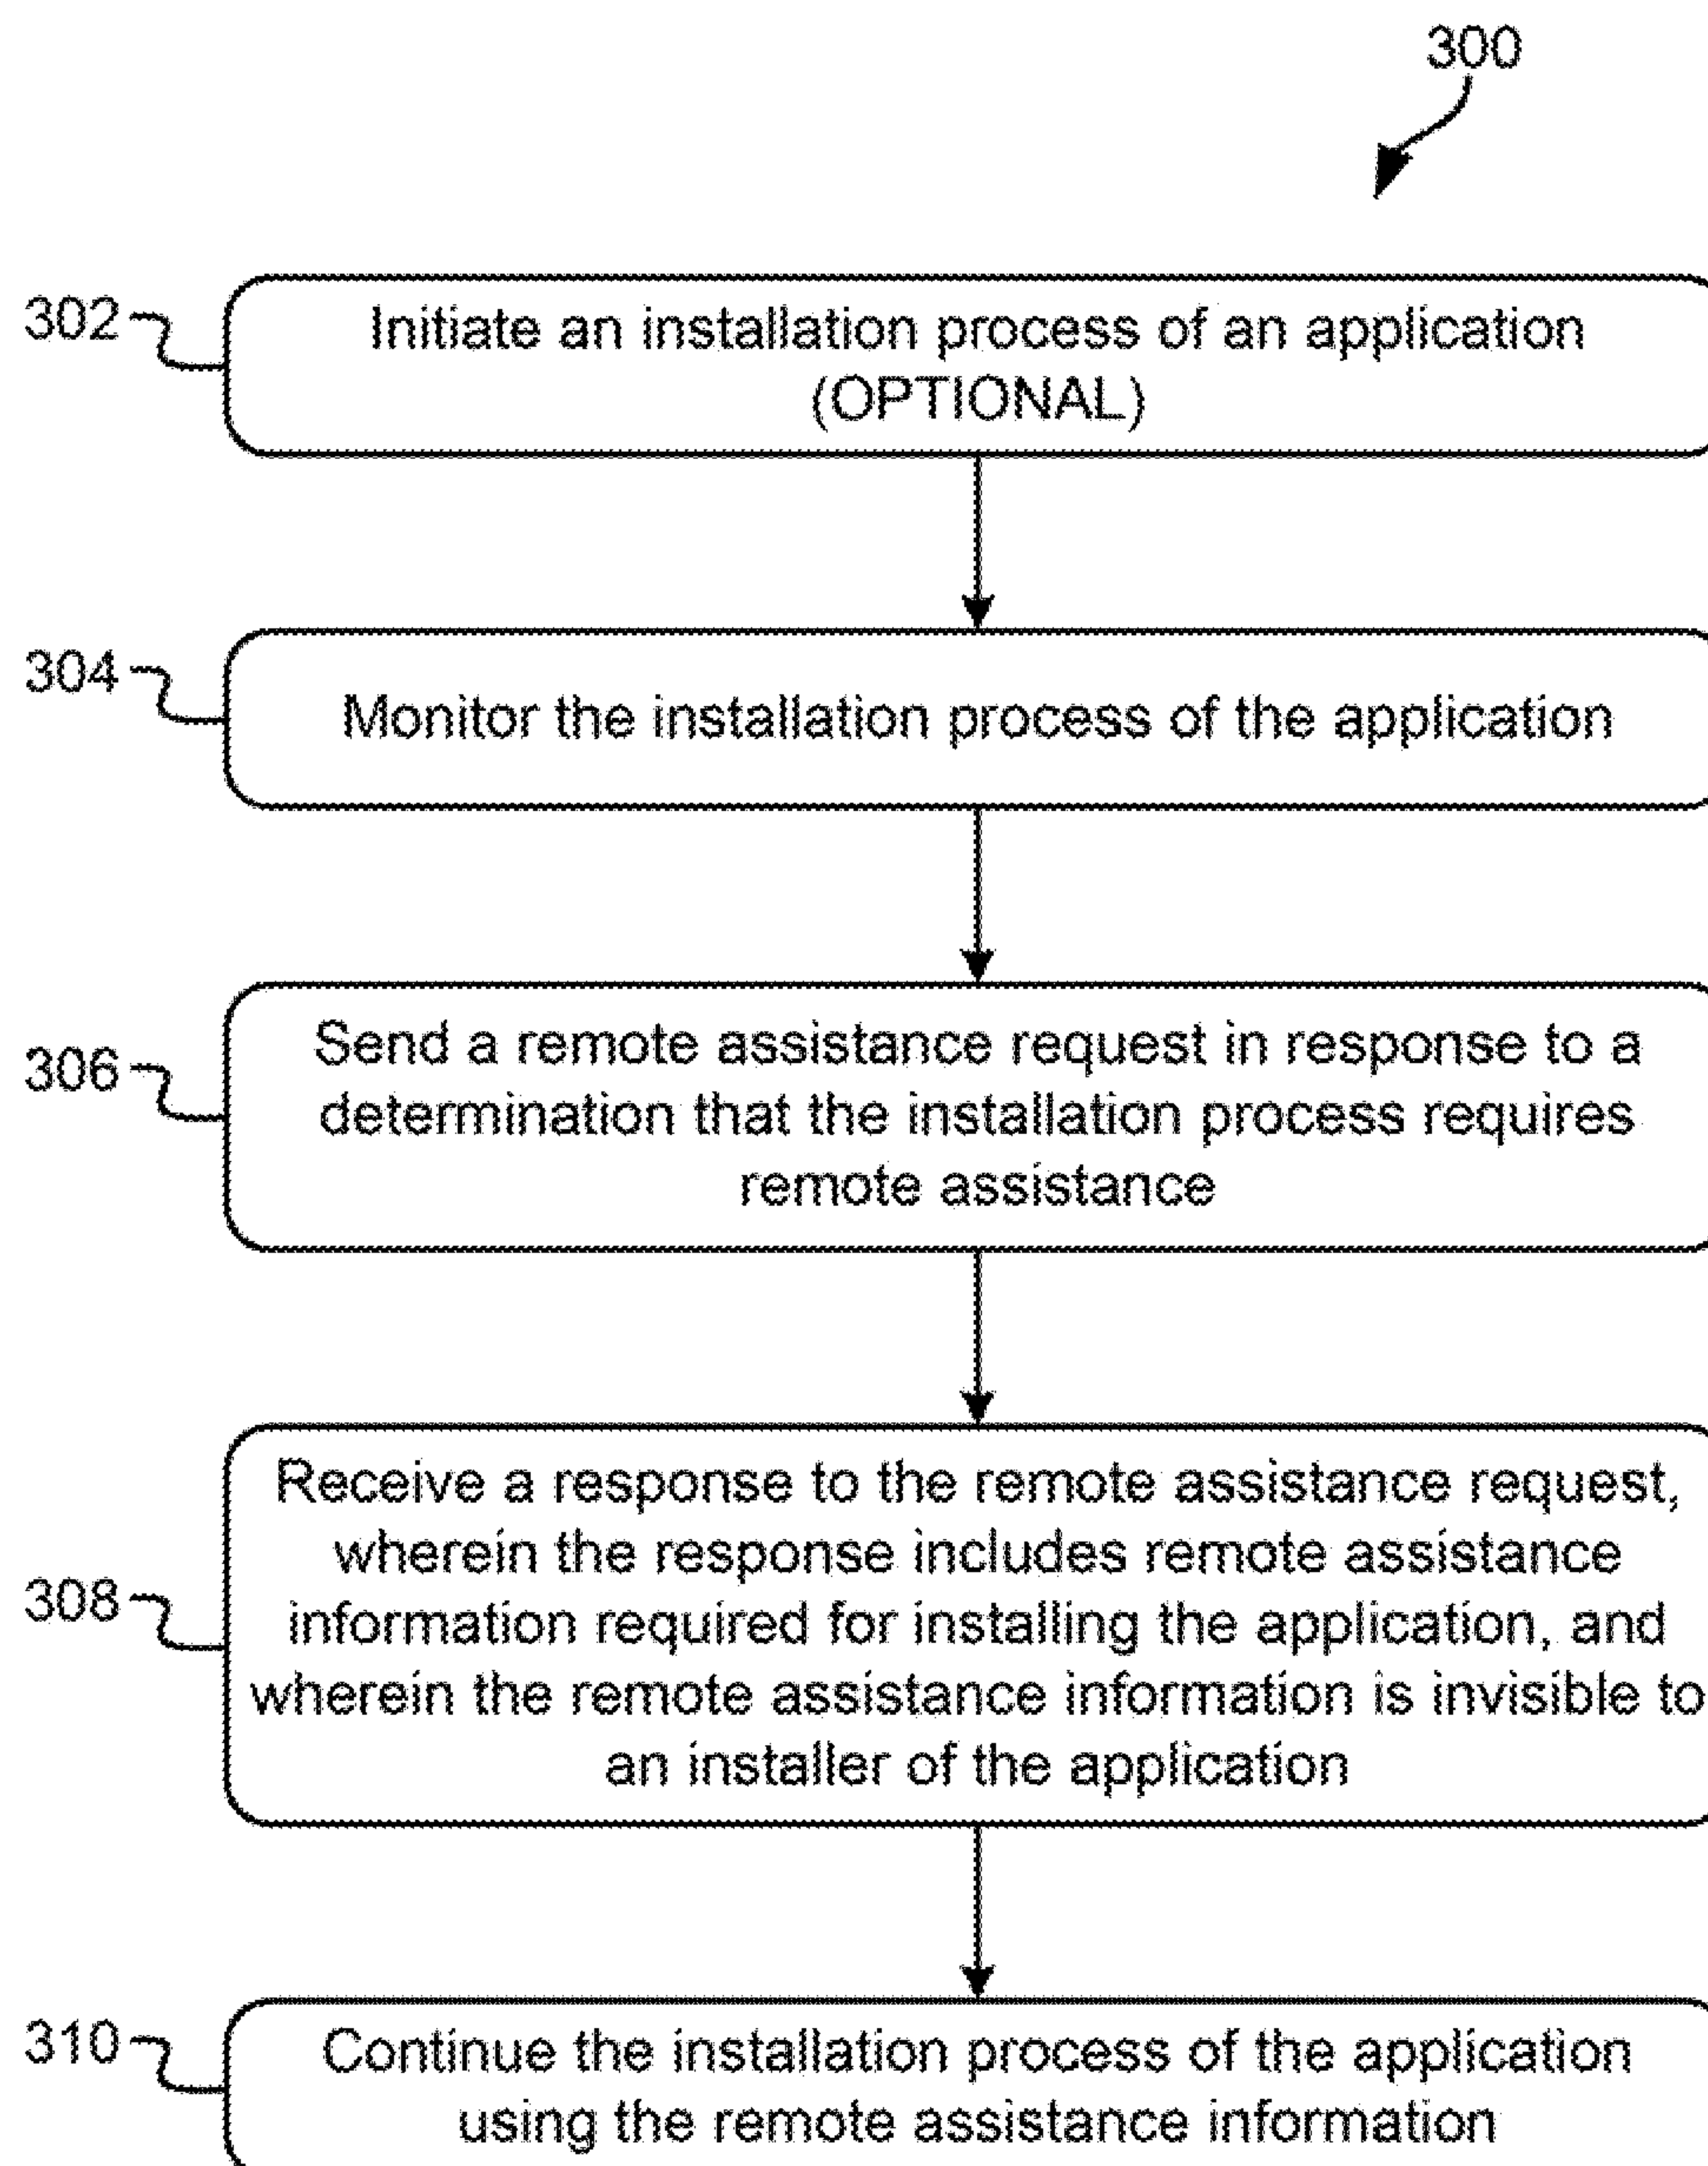 300
302
Initiate an installation process of an application
(OPTIONAL)
304
Monitor the installation process of the application
306
Send a remote assistance request in response to a
determination that the installation process requires
remote assistance
308
Receive a response to the remote assistance request,
wherein the response includes remote assistance
information required for installing the application, and
wherein the remote assistance information is invisible to
an installer of the application
310
Continue the installation process of the application
using the remote assistance information